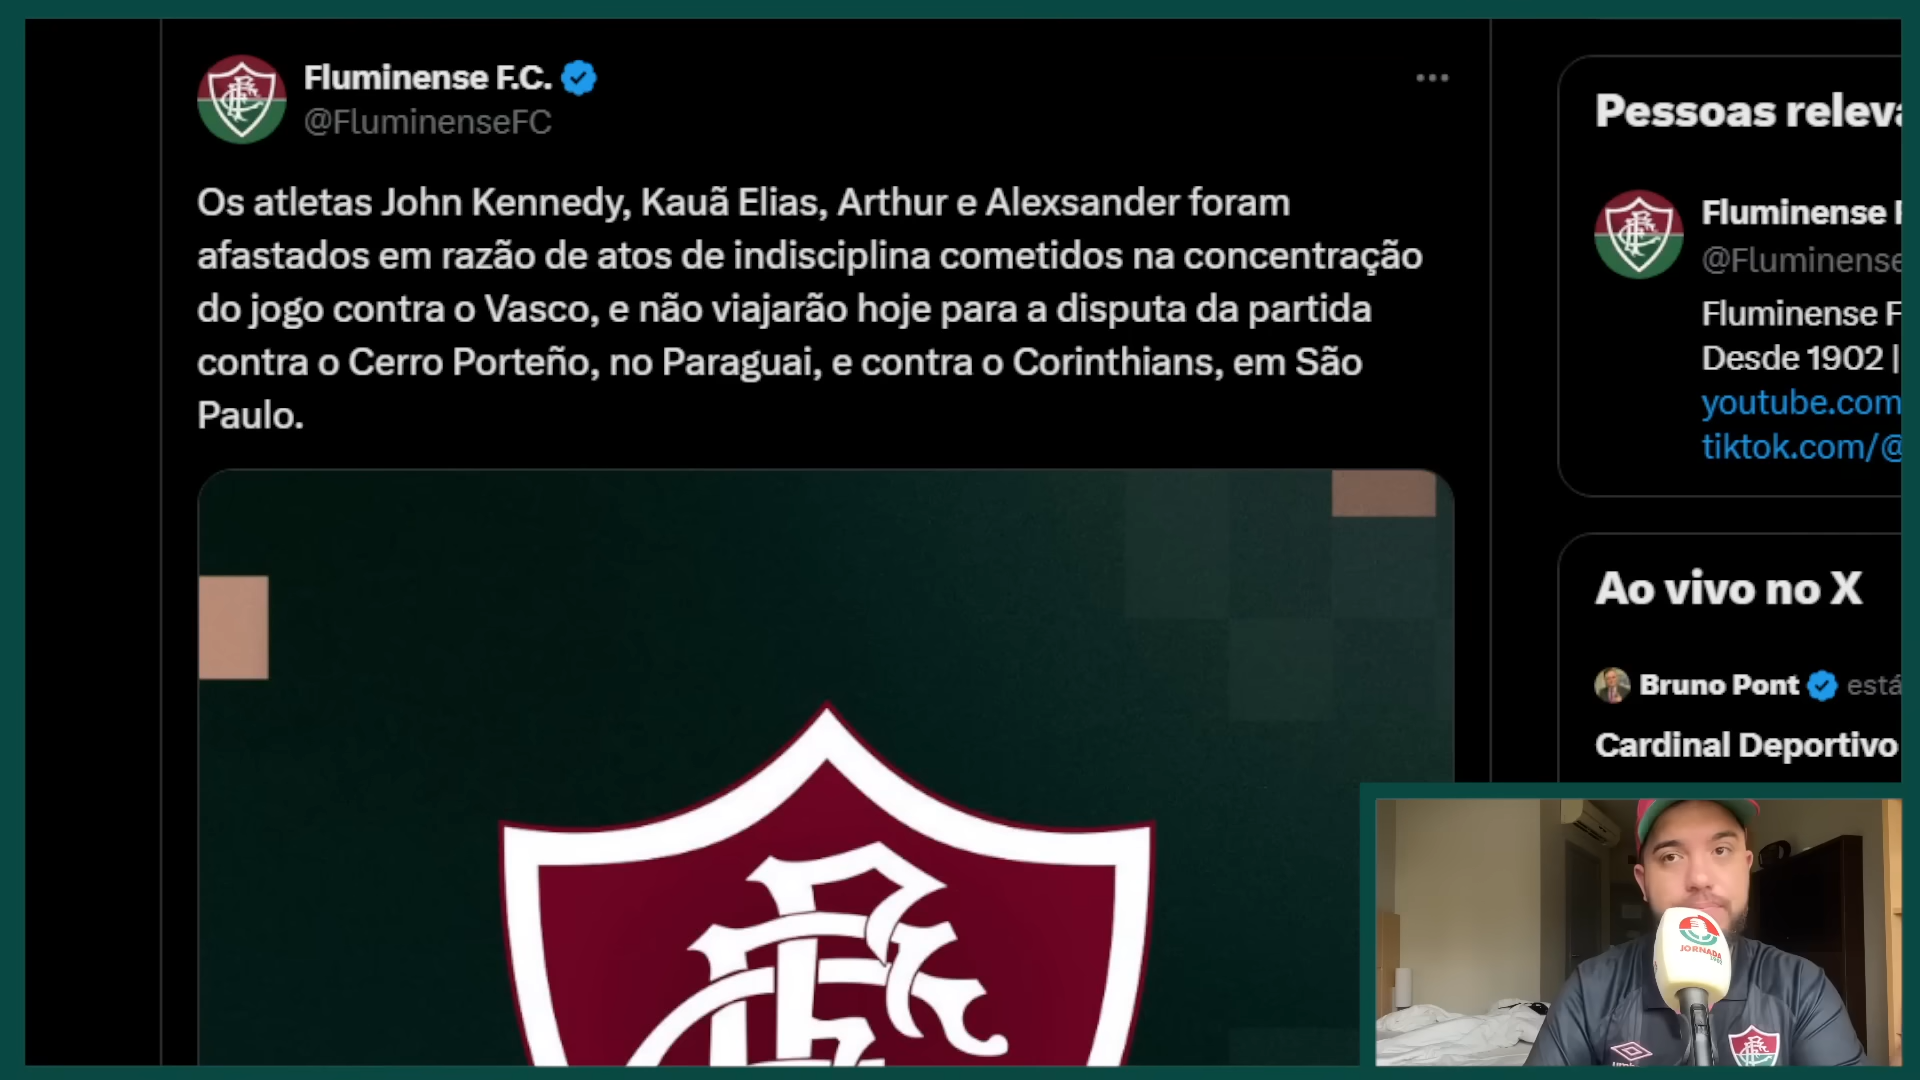 Fluminense F.C.
@FluminenseFC
Os atletas John Kennedy, Kauã Elias, Arthur e Alexsander foram
afastados em razão de atos de indisciplina cometidos na concentração
do jogo contra o Vasco, e não viajarão hoje para a disputa da partida
contra o Cerro Porteño, no Paraguai, e contra o Corinthians, em São
Paulo.
Pessoas releva
Fluminense F
@Fluminense
Fluminense F
Desde 1902 |
youtube.com
tiktok.com/@
Ao vivo no X
Bruno Pont está
Cardinal Deportivo
JORNADA